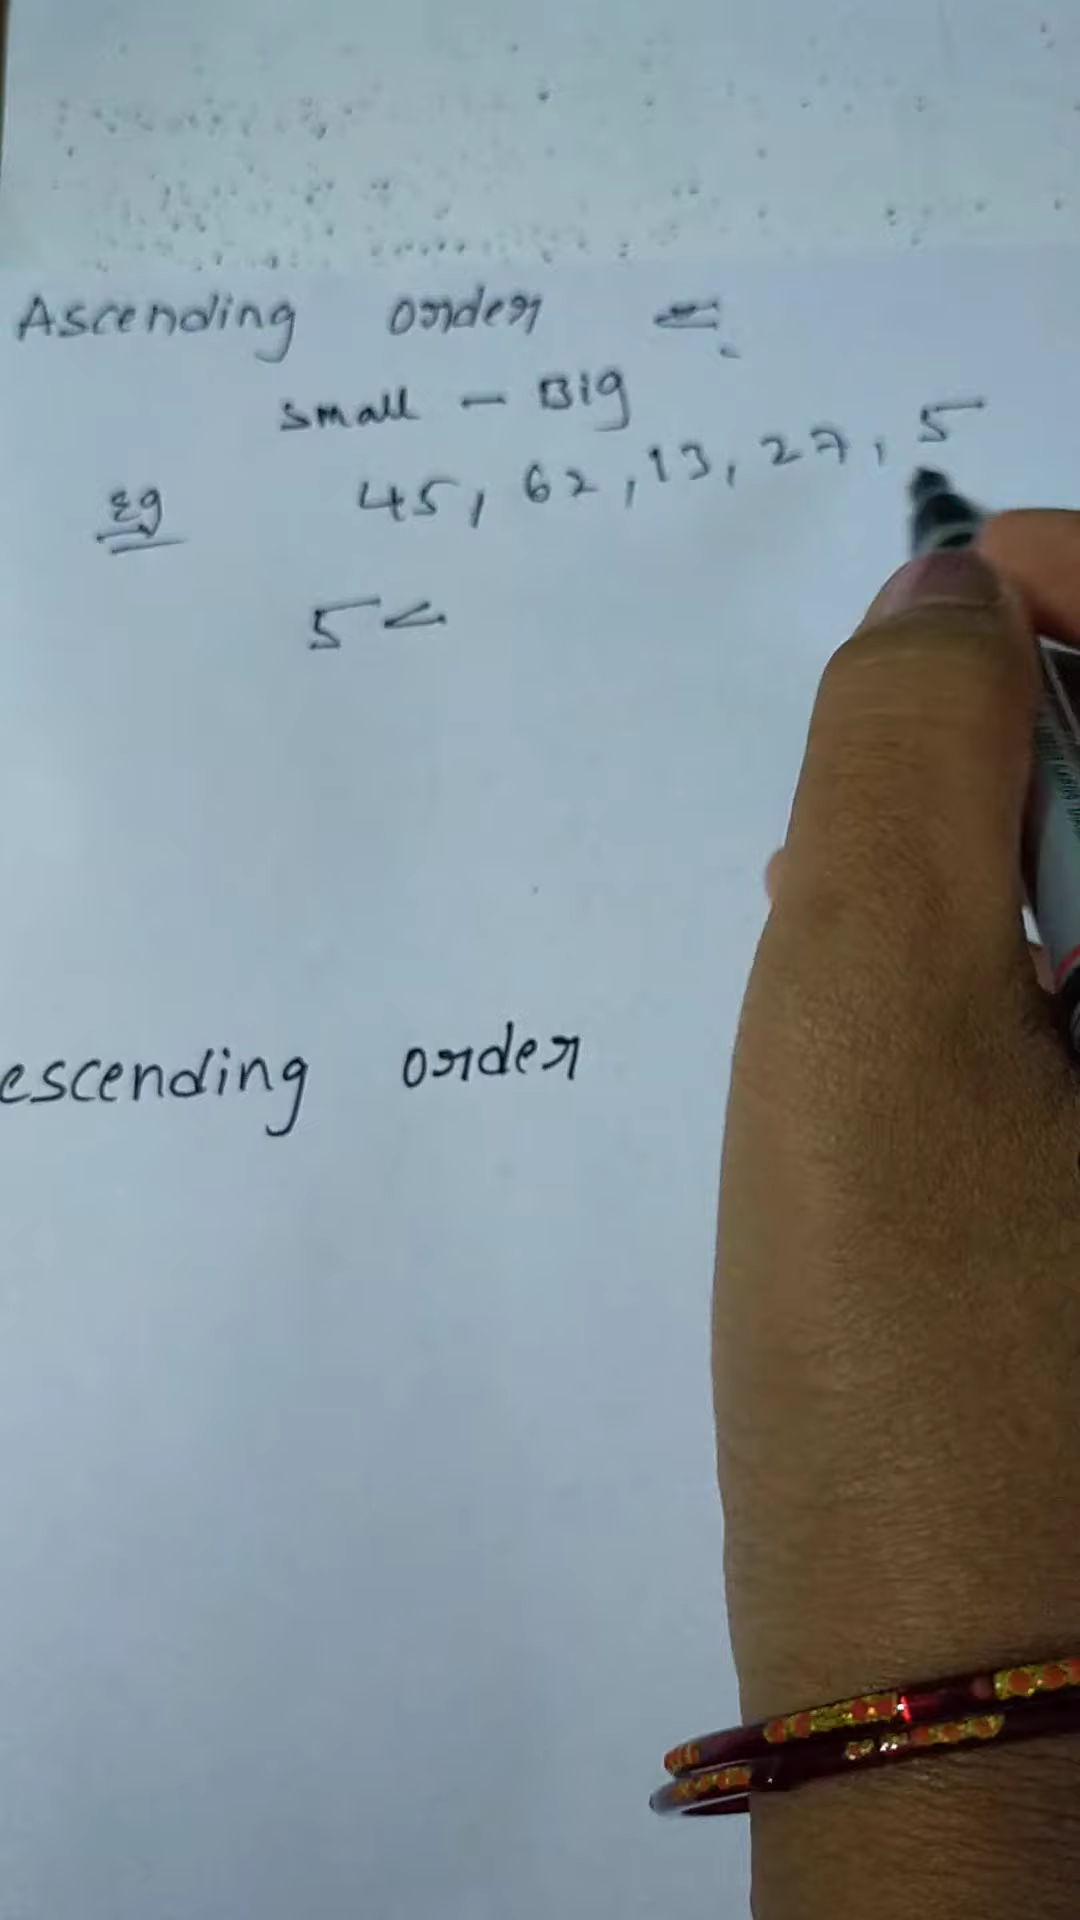 Ascending order <
small - Big
Eg 45, 62, 13, 27, 5
5 <
escending order